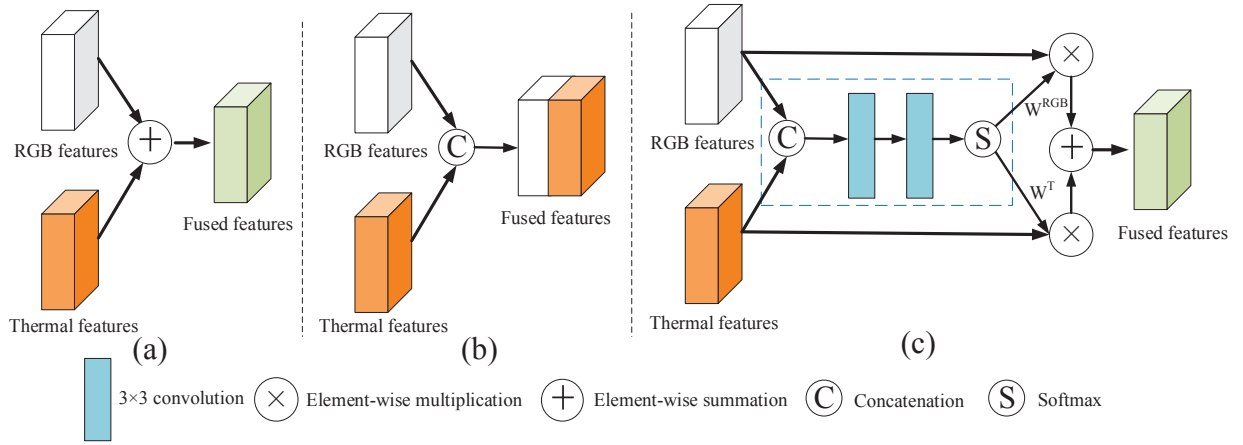 RGB features
+
Fused features
Thermal features
(a)
RGB features
C
Fused features
Thermal features
(b)
RGB features
C
S
×
W^RGB
+
W^T
×
Fused features
Thermal features
(c)
3×3 convolution
× Element-wise multiplication
+ Element-wise summation
C Concatenation
S Softmax